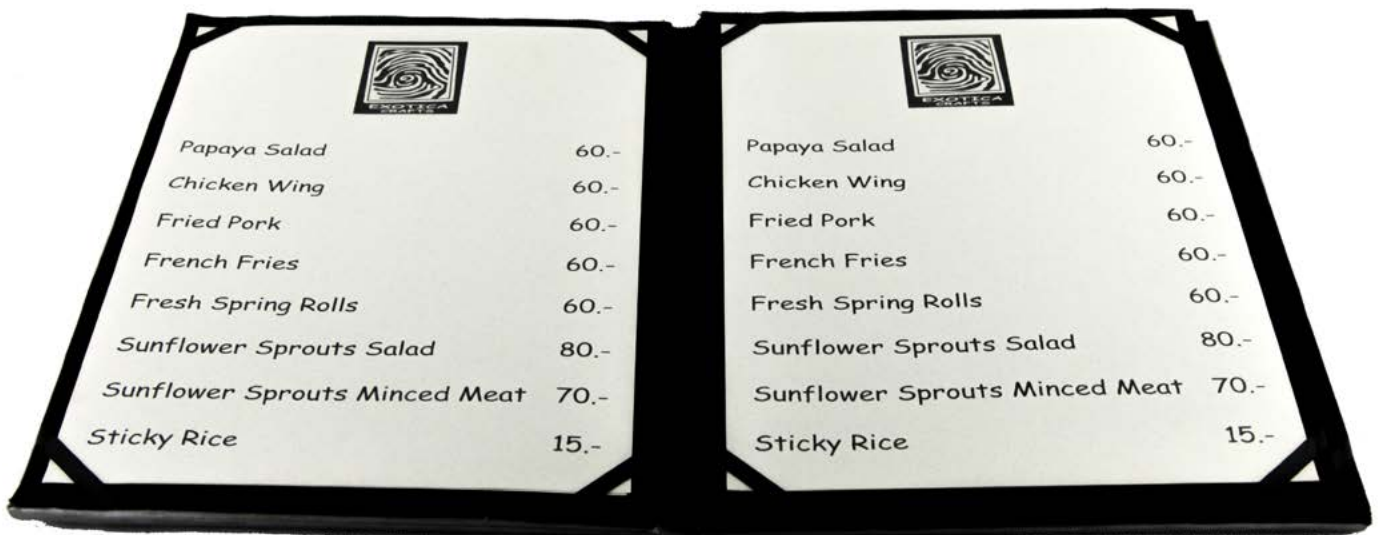 EXOTICA
CRAFTS
Papaya Salad 60.-
Chicken Wing 60.-
Fried Pork 60.-
French Fries 60.-
Fresh Spring Rolls 60.-
Sunflower Sprouts Salad 80.-
Sunflower Sprouts Minced Meat 70.-
Sticky Rice 15.-
EXOTICA
CRAFTS
Papaya Salad 60.-
Chicken Wing 60.-
Fried Pork 60.-
French Fries 60.-
Fresh Spring Rolls 60.-
Sunflower Sprouts Salad 80.-
Sunflower Sprouts Minced Meat 70.-
Sticky Rice 15.-